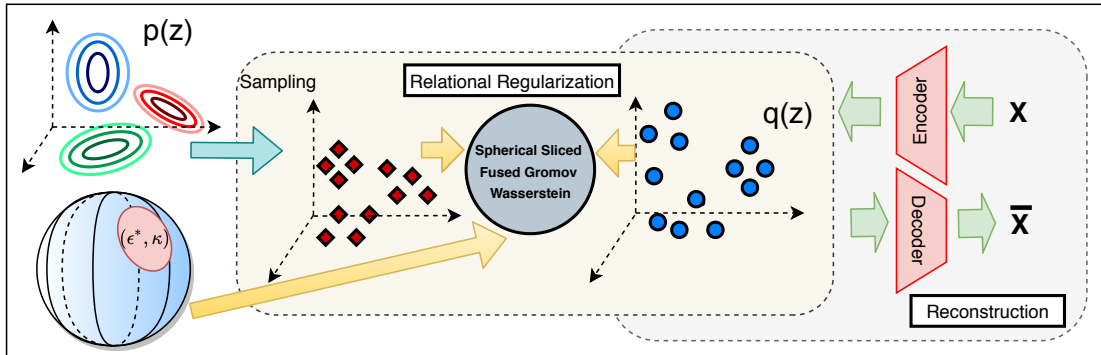 p(z)
Sampling
Relational Regularization
Spherical Sliced
Fused Gromov
Wasserstein
q(z)
Encoder
X
Decoder
X̅
(ϵ*, κ)
Reconstruction